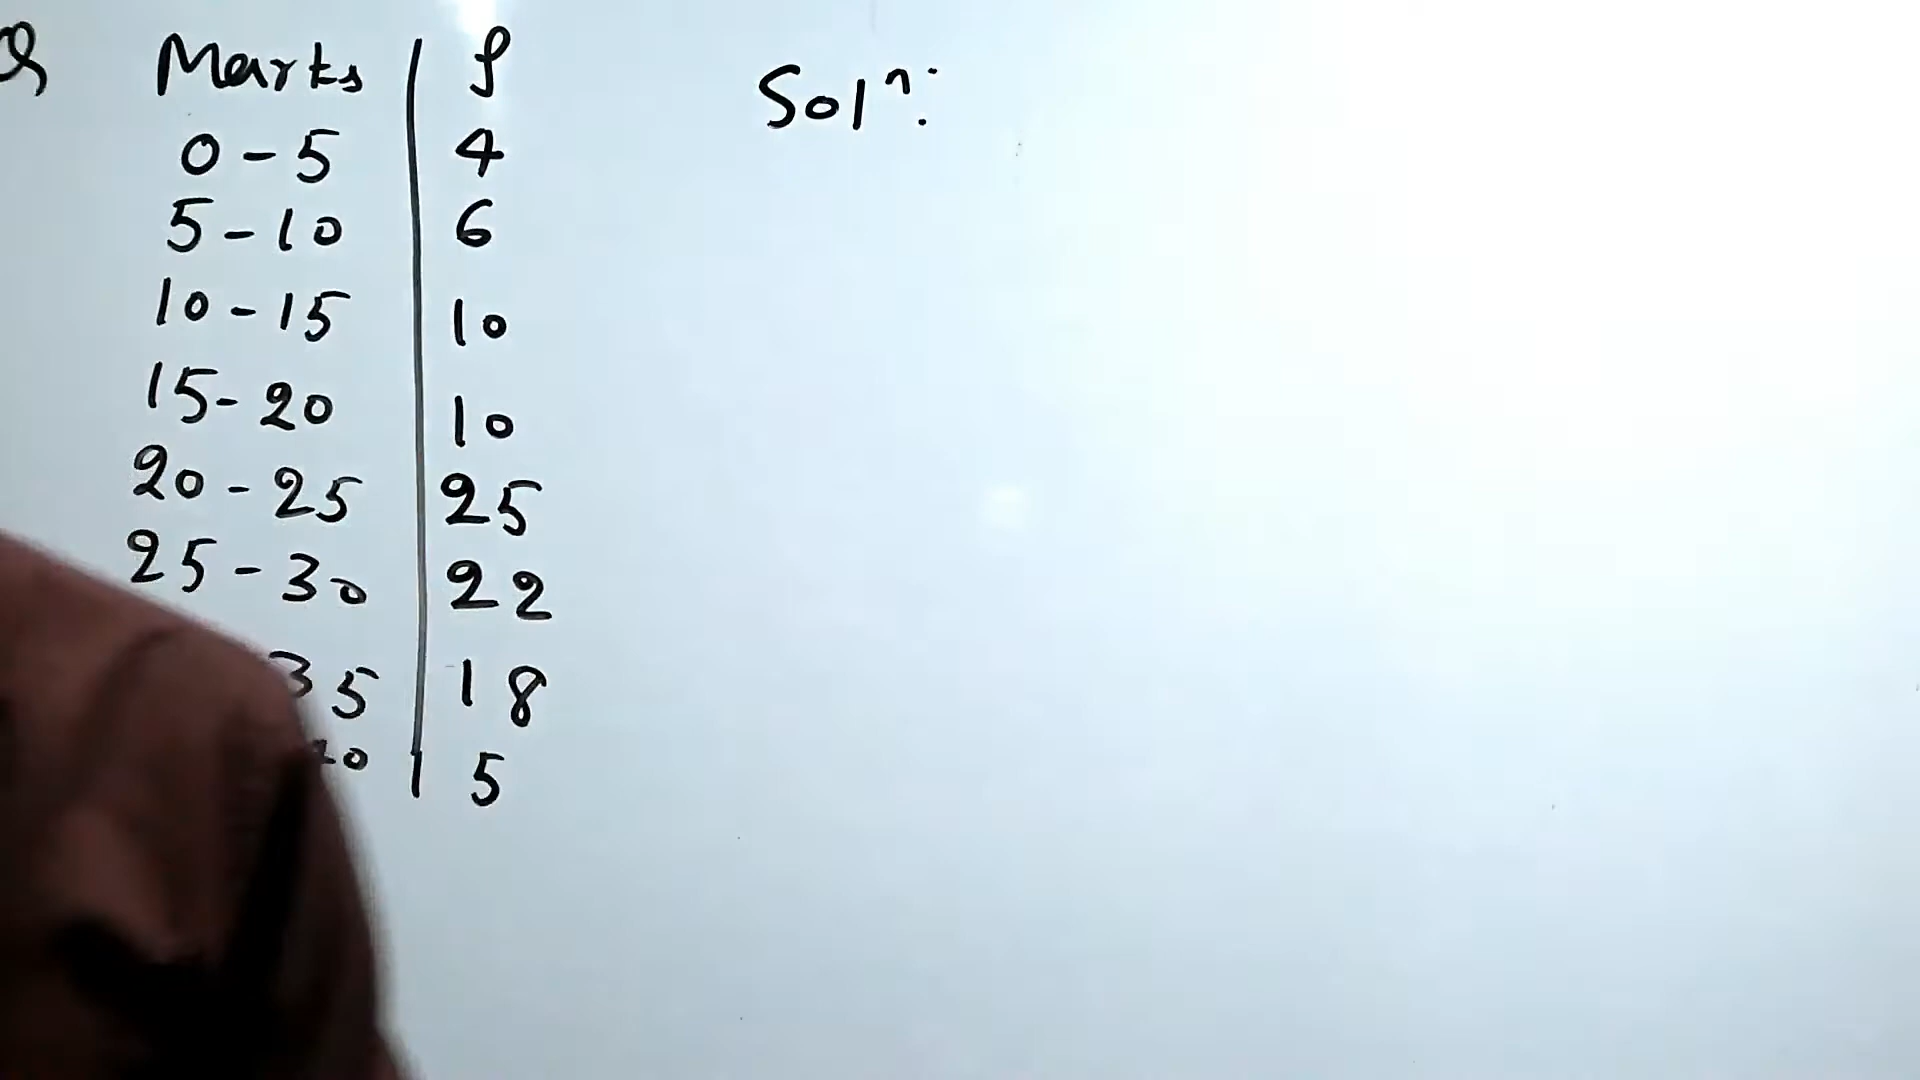 Q Marks | f Solⁿ:
0 - 5 | 4
5 - 10 | 6
10 - 15 | 10
15 - 20 | 10
20 - 25 | 25
25 - 30 | 22
35 | 18
| 5